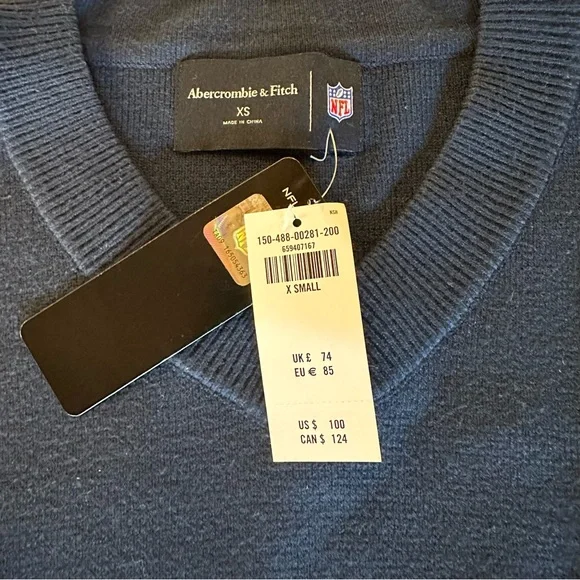 Abercrombie & Fitch
XS
MADE IN CHINA
NFL
NFL
150-488-00281-200
659407167
X SMALL
UK £ 74
EU € 85
US $ 100
CAN $ 124